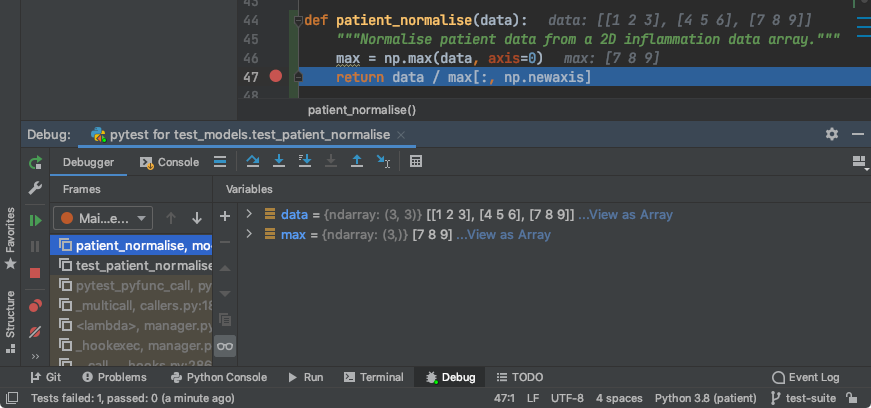 43
44 def patient_normalise(data): data: [[1 2 3], [4 5 6], [7 8 9]]
45 """Normalise patient data from a 2D inflammation data array."""
46 max = np.max(data, axis=0) max: [7 8 9]
47 return data / max[:, np.newaxis]
48
patient_normalise()
Debug: pytest for test_models.test_patient_normalise
Debugger Console
Frames Variables
Mai...e...
data = {ndarray: (3, 3)} [[1 2 3], [4 5 6], [7 8 9]] ...View as Array
max = {ndarray: (3,)} [7 8 9] ...View as Array
patient_normalise, mo
test_patient_normalise
pytest_pyfunc_call, py
_multicall, callers.py:18
<lambda>, manager.py
_hookexec, manager.p
call hooks.py:286
Favorites
Structure
Git Problems Python Console Run Terminal Debug TODO Event Log
Tests failed: 1, passed: 0 (a minute ago) 47:1 LF UTF-8 4 spaces Python 3.8 (patient) test-suite